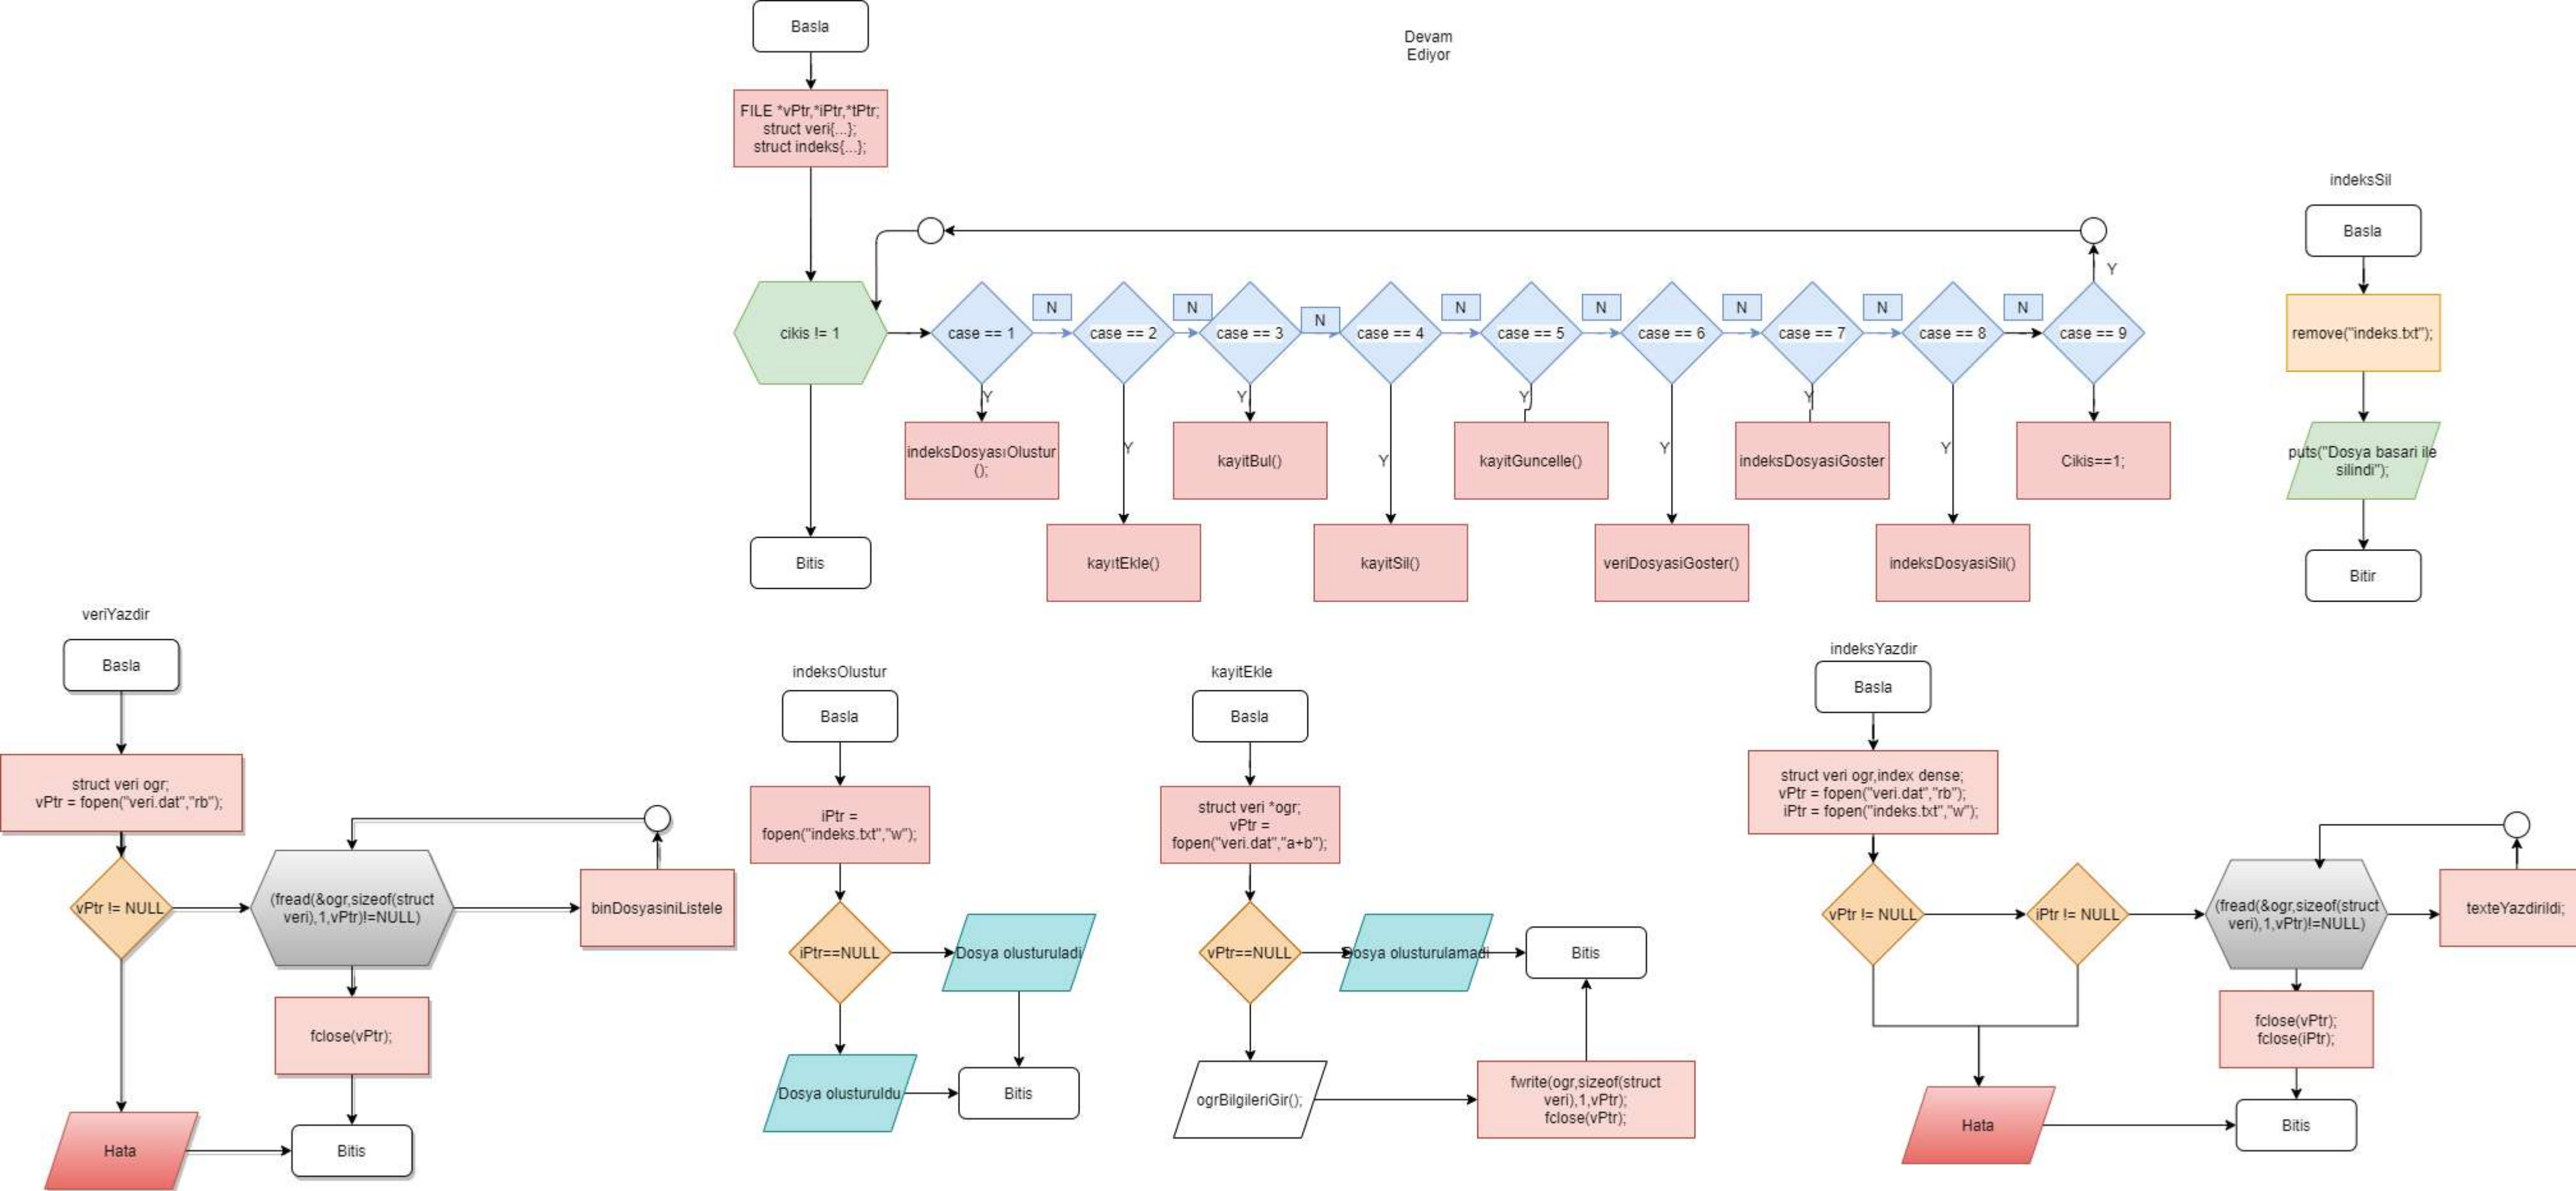 Basla
Devam
Ediyor
FILE *vPtr,*iPtr,*tPtr;
struct veri{...};
struct indeks{...};
indeksSil
Basla
Y
cikis != 1
case == 1
N
case == 2
N
case == 3
N
case == 4
N
case == 5
N
case == 6
N
case == 7
N
case == 8
N
case == 9
remove("indeks.txt");
Y
Y
Y
Y
Y
Y
Y
Y
indeksDosyasıOlustur
();
kayitBul()
kayitGuncelle()
indeksDosyasiGoster
Cikis==1;
puts("Dosya basari ile
silindi");
Bitis
kayıtEkle()
kayitSil()
veriDosyasiGoster()
indeksDosyasiSil()
Bitir
veriYazdir
Basla
struct veri ogr;
vPtr = fopen("veri.dat","rb");
vPtr != NULL
(fread(&ogr,sizeof(struct
veri),1,vPtr)!=NULL)
binDosyasiniListele
fclose(vPtr);
Hata
Bitis
indeksOlustur
Basla
iPtr =
fopen("indeks.txt","w");
iPtr==NULL
Dosya olusturuladi
Dosya olusturuldu
Bitis
kayitEkle
Basla
struct veri *ogr;
vPtr =
fopen("veri.dat","a+b");
vPtr==NULL
Dosya olusturulamadi
Bitis
ogrBilgileriGir();
fwrite(ogr,sizeof(struct
veri),1,vPtr);
fclose(vPtr);
indeksYazdir
Basla
struct veri ogr,index dense;
vPtr = fopen("veri.dat","rb");
iPtr = fopen("indeks.txt","w");
vPtr != NULL
iPtr != NULL
(fread(&ogr,sizeof(struct
veri),1,vPtr)!=NULL)
texteYazdirildi;
fclose(vPtr);
fclose(iPtr);
Hata
Bitis